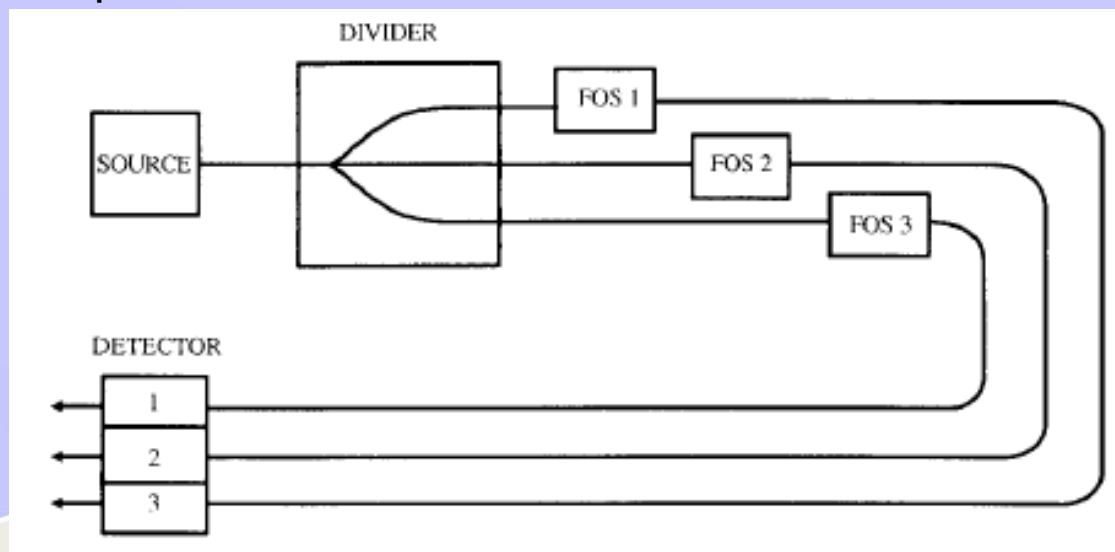 DIVIDER
FOS 1
SOURCE
FOS 2
FOS 3
DETECTOR
1
2
3